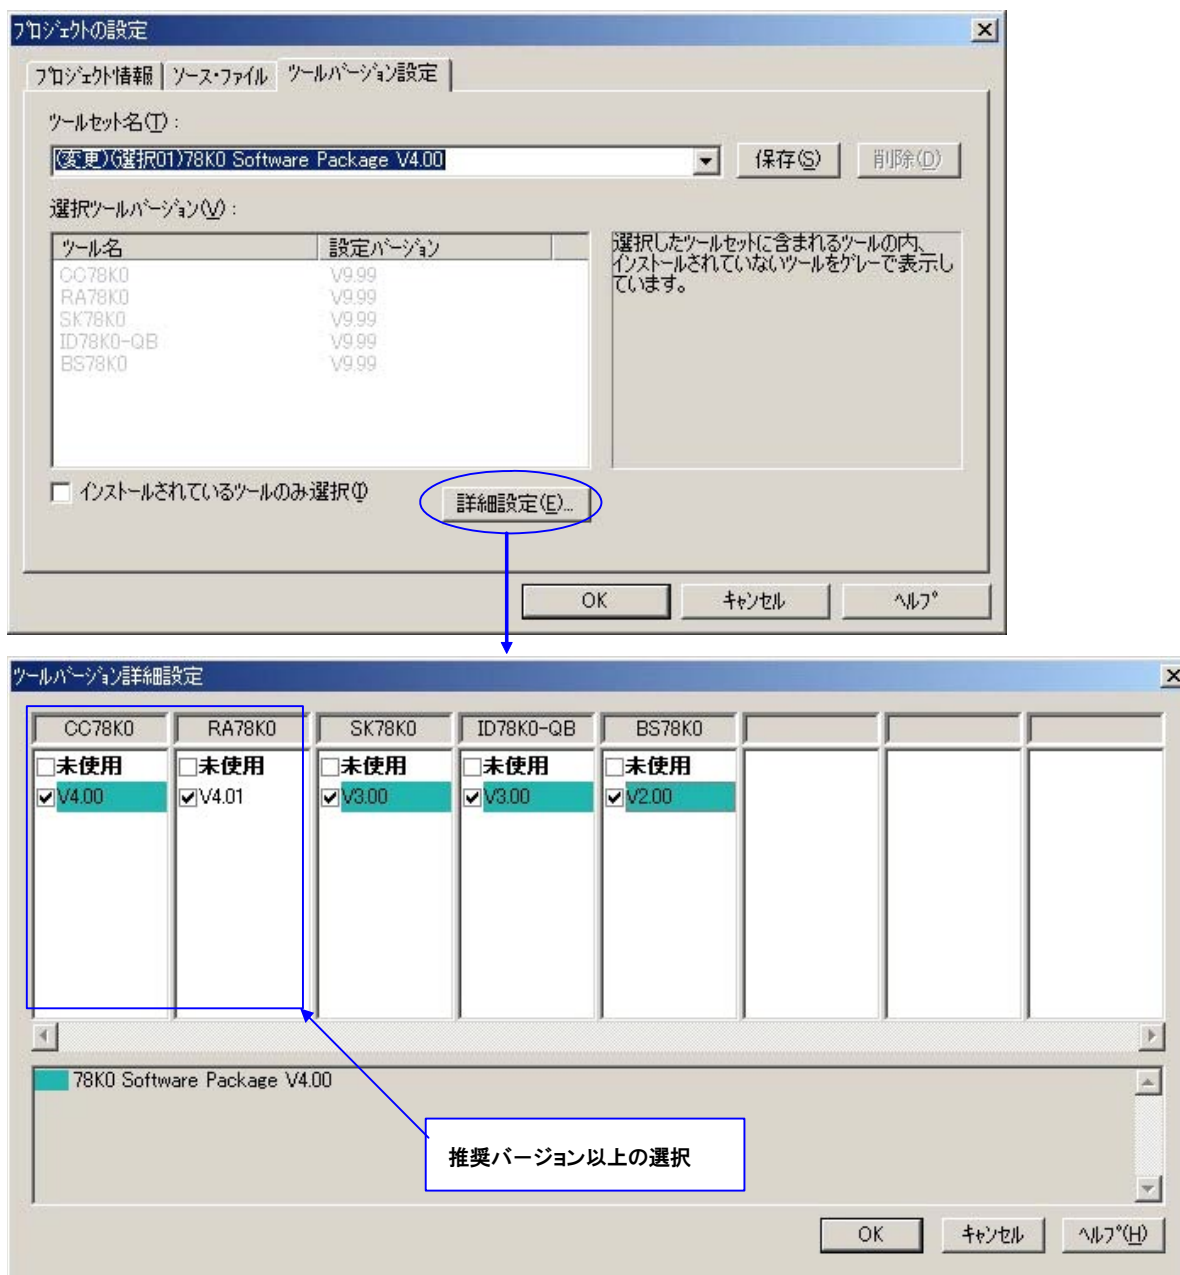 プロジェクトの設定
プロジェクト情報 ソース・ファイル ツールバージョン設定
ツールセット名(T) :
(変更)(選択01)78K0 Software Package V4.00
保存(S) 削除(D)
選択ツールバージョン(V) :
ツール名 設定バージョン
CC78K0 V9.99
RA78K0 V9.99
SK78K0 V9.99
ID78K0-QB V9.99
BS78K0 V9.99
選択したツールセットに含まれるツールの内、
インストールされていないツールをグレーで表示し
ています。
インストールされているツールのみ選択(I)
詳細設定(E)...
OK キャンセル ヘルプ
ツールバージョン詳細設定
CC78K0 RA78K0 SK78K0 ID78K0-QB BS78K0
未使用 未使用 未使用 未使用 未使用
V4.00 V4.01 V3.00 V3.00 V2.00
78K0 Software Package V4.00
推奨バージョン以上の選択
OK キャンセル ヘルプ(H)